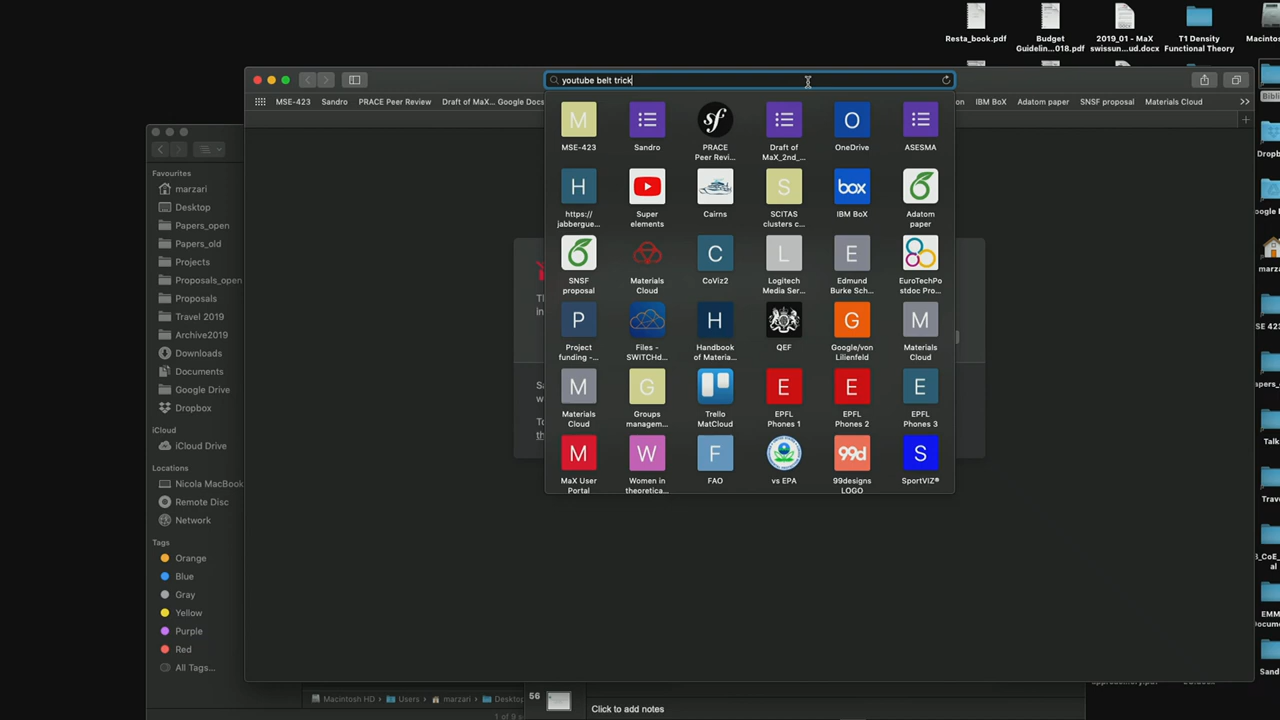 Resta_book.pdf
Budget
Guidelin...018.pdf
2019_01 - MaX
swissun...ud.docx
T1 Density
Functional Theory
youtube belt trick
MSE-423
Sandro
PRACE Peer Review
Draft of MaX... Google Docs
IBM BoX
Adatom paper
SNSF proposal
Materials Cloud
M
MSE-423
Sandro
sf
PRACE
Peer Revi...
Draft of
MaX_2nd_...
O
OneDrive
ASESMA
H
https://
jabbergue...
Super
elements
Cairns
S
SCITAS
clusters c...
box
IBM BoX
Adatom
paper
SNSF
proposal
Materials
Cloud
C
CoViz2
L
Logitech
Media Ser...
E
Edmund
Burke Sch...
EuroTechPo
stdoc Pro...
P
Project
funding -...
Files -
SWITCHd...
H
Handbook
of Materia...
QEF
G
Google/von
Lilienfeld
M
Materials
Cloud
M
Materials
Cloud
G
Groups
managem...
Trello
MatCloud
E
EPFL
Phones 1
E
EPFL
Phones 2
E
EPFL
Phones 3
M
MaX User
Portal
W
Women in
theoretica...
F
FAO
vs EPA
99d
99designs
LOGO
S
SportVIZ®
Favourites
marzari
Desktop
Papers_open
Papers_old
Projects
Proposals_open
Proposals
Travel 2019
Archive2019
Downloads
Documents
Google Drive
Dropbox
iCloud
iCloud Drive
Locations
Nicola MacBook
Remote Disc
Network
Tags
Orange
Blue
Gray
Yellow
Purple
Red
All Tags...
Macintosh HD
Users
marzari
Desktop
56
Click to add notes